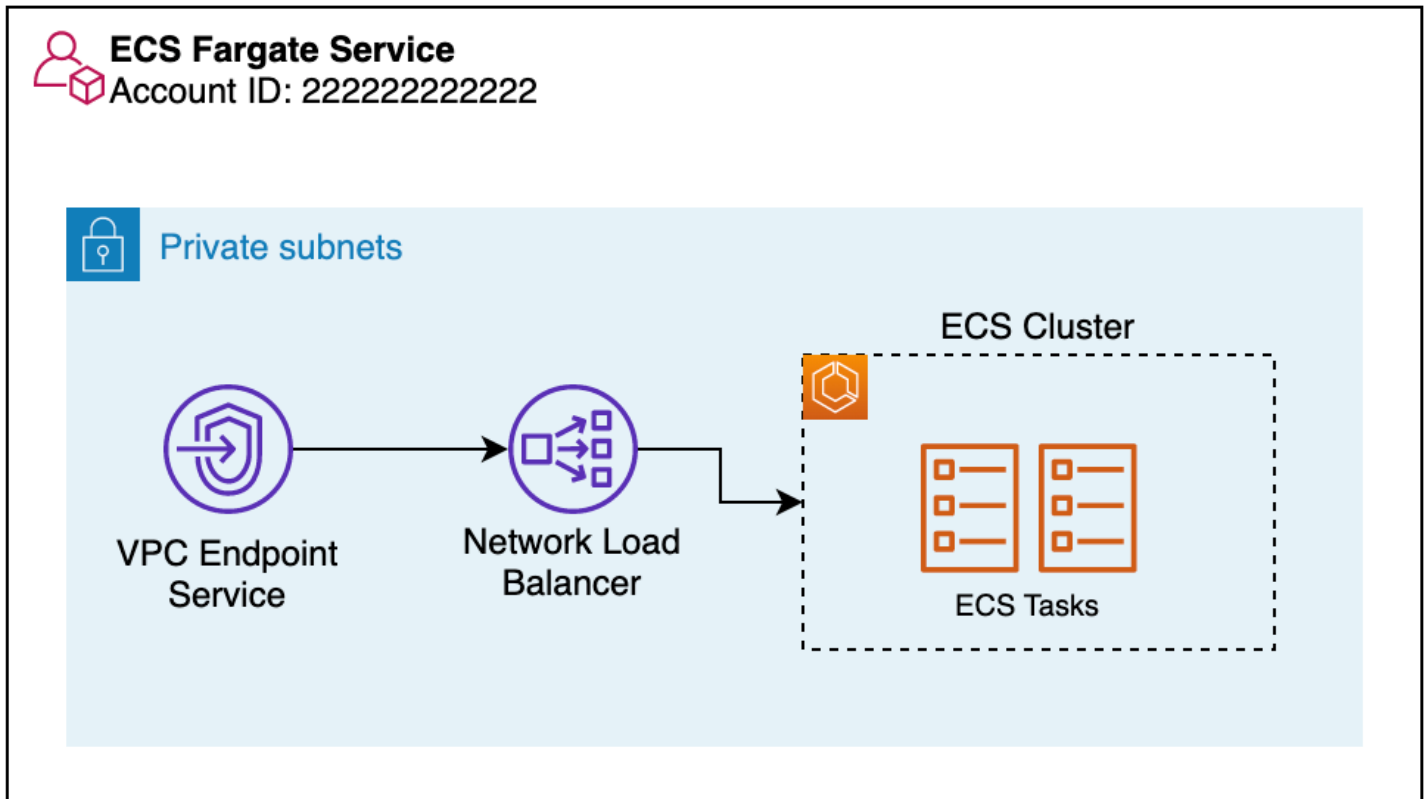 ECS Fargate Service
Account ID: 222222222222
Private subnets
ECS Cluster
VPC Endpoint
Service
Network Load
Balancer
ECS Tasks